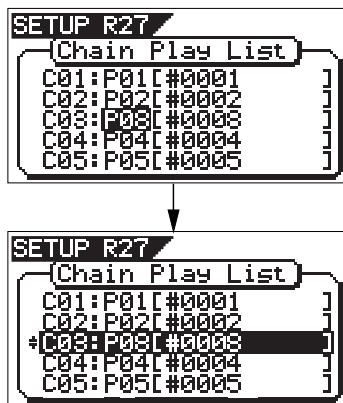 SETUP R27
Chain Play List
C01:P01[#0001 ]
C02:P02[#0002 ]
C03:P08[#0008 ]
C04:P04[#0004 ]
C05:P05[#0005 ]
SETUP R27
Chain Play List
C01:P01[#0001 ]
C02:P02[#0002 ]
C03:P08[#0008 ]
C04:P04[#0004 ]
C05:P05[#0005 ]